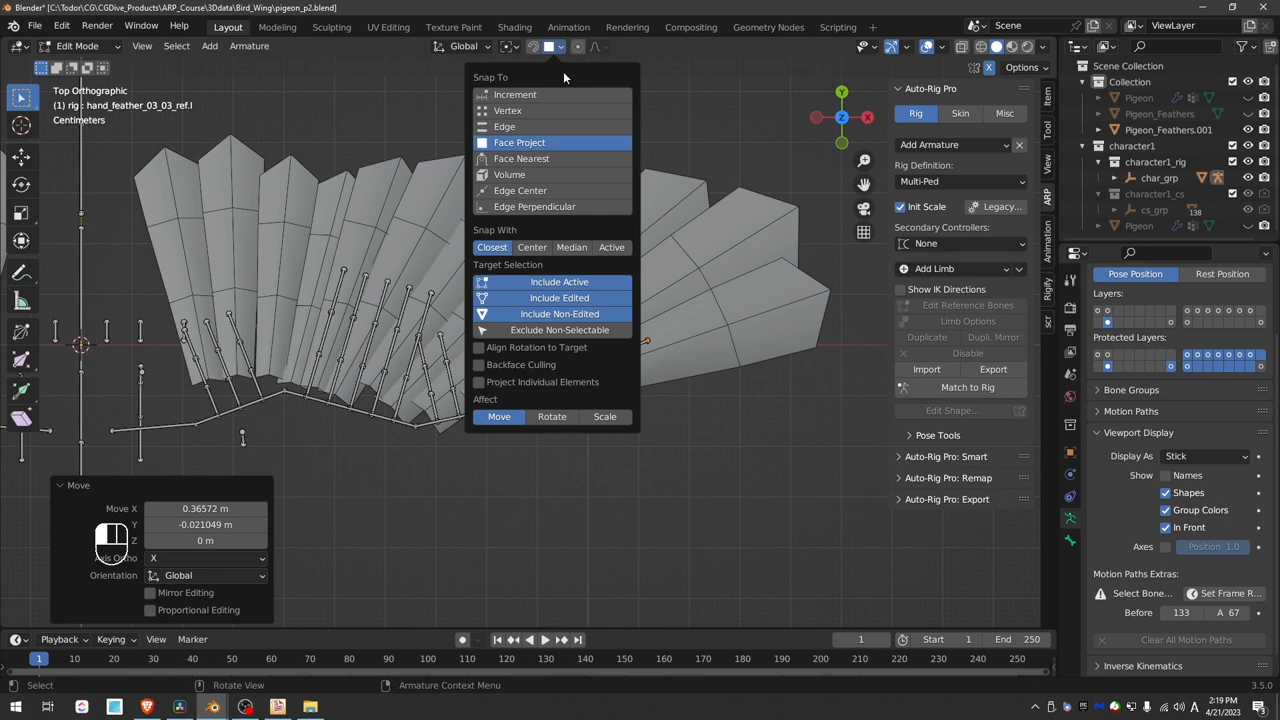 Blender* [C:\Todor\CG\CGDive_Products\ARP_Course\3Ddata\Bird_Wing\pigeon_p2.blend]
File Edit Render Window Help
Layout Modeling Sculpting UV Editing Texture Paint Shading Animation Rendering Compositing Geometry Nodes Scripting
Scene ViewLayer
Edit Mode View Select Add Armature
Global
X Options
Top Orthographic
(1) rig : hand_feather_03_03_ref.l
Centimeters
Snap To
Increment
Vertex
Edge
Face Project
Face Nearest
Volume
Edge Center
Edge Perpendicular
Snap With
Closest Center Median Active
Target Selection
Include Active
Include Edited
Include Non-Edited
Exclude Non-Selectable
Align Rotation to Target
Backface Culling
Project Individual Elements
Affect
Move Rotate Scale
Y
Z
X
Auto-Rig Pro
Rig Skin Misc
Add Armature
Rig Definition:
Multi-Ped
Init Scale Legacy...
Secondary Controllers:
None
Add Limb
Show IK Directions
Edit Reference Bones
Limb Options
Duplicate Dupli. Mirror
Disable
Import Export
Match to Rig
Edit Shape...
Pose Tools
Auto-Rig Pro: Smart
Auto-Rig Pro: Remap
Auto-Rig Pro: Export
Item
Tool
View
ARP
Animation
Rigify
scr
Scene Collection
Collection
Pigeon
Pigeon_Feathers
Pigeon_Feathers.001
character1
character1_rig
char_grp
character1_cs
cs_grp 138
Pigeon
Pose Position Rest Position
Layers:
Protected Layers:
Bone Groups
Motion Paths
Viewport Display
Display As Stick
Show Names
Shapes
Group Colors
In Front
Axes Position 1.0
Motion Paths Extras:
Select Bone... Set Frame R...
Before 133 A 67
Clear All Motion Paths
Inverse Kinematics
Move
Move X 0.36572 m
Y -0.021049 m
Z 0 m
Axis Ortho X
Orientation Global
Mirror Editing
Proportional Editing
Playback Keying View Marker
1 Start 1 End 250
1 10 20 30 40 50 60 70 80 90 100 110 120 130 140 150 160 170 180 190 200 210 220 230 240 250
Select Rotate View Armature Context Menu 3.5.0
2:19 PM
4/21/2023